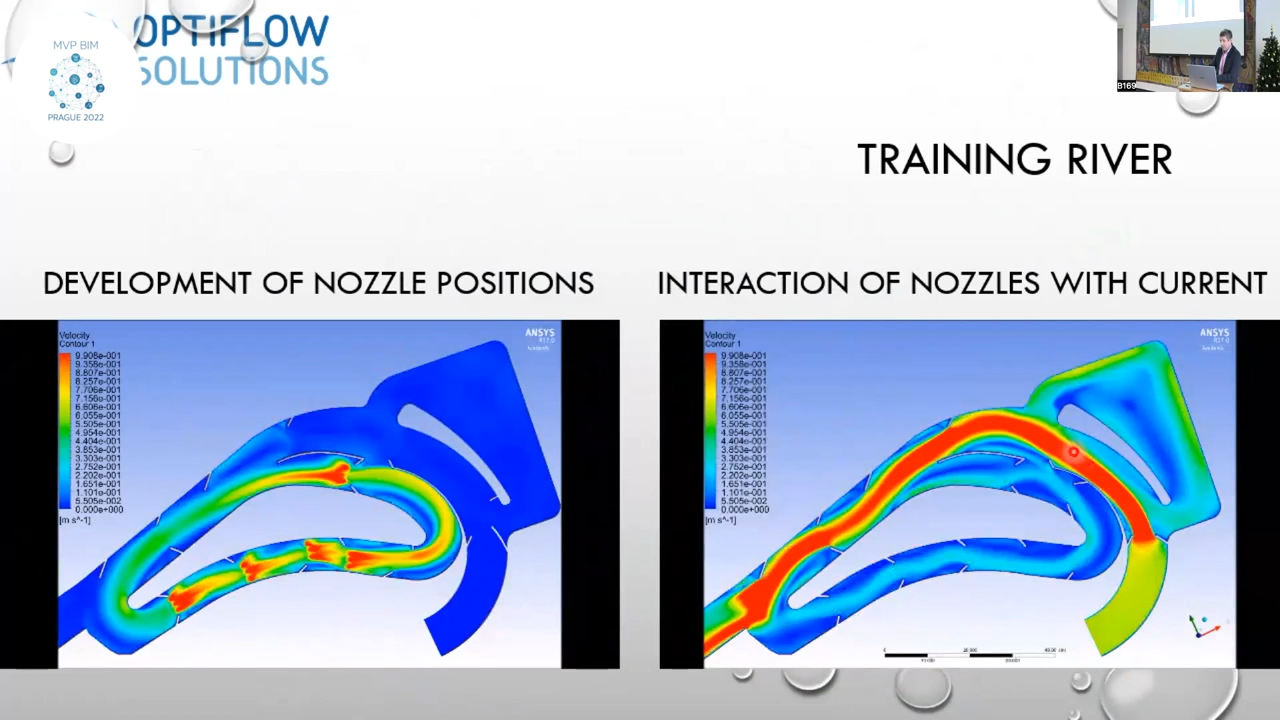 OPTIFLOW
SOLUTIONS
MVP BIM
PRAGUE 2022
B169
TRAINING RIVER
DEVELOPMENT OF NOZZLE POSITIONS
INTERACTION OF NOZZLES WITH CURRENT
Velocity
Contour 1
9.908e-001
9.358e-001
8.807e-001
8.257e-001
7.706e-001
7.156e-001
6.606e-001
6.055e-001
5.505e-001
4.954e-001
4.404e-001
3.853e-001
3.303e-001
2.752e-001
2.202e-001
1.651e-001
1.101e-001
5.505e-002
0.000e+000
[m s^-1]
ANSYS
R17.0
Velocity
Contour 1
9.908e-001
9.358e-001
8.807e-001
8.257e-001
7.706e-001
7.156e-001
6.606e-001
6.055e-001
5.505e-001
4.954e-001
4.404e-001
3.853e-001
3.303e-001
2.752e-001
2.202e-001
1.651e-001
1.101e-001
5.505e-002
0.000e+000
[m s^-1]
ANSYS
R17.0